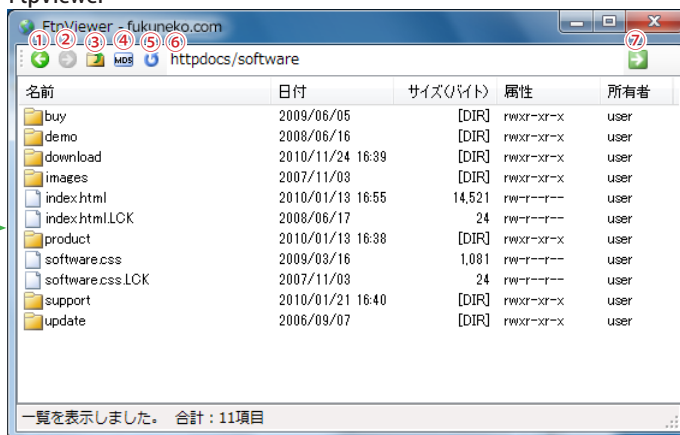 FtpViewer
FtpViewer - fukuneko.com
① ② ③ ④ ⑤ ⑥ ⑦
MD5 httpdocs/software
名前 日付 サイズ(バイト) 属性 所有者
buy 2009/06/05 [DIR] rwxr-xr-x user
demo 2008/06/16 [DIR] rwxr-xr-x user
download 2010/11/24 16:39 [DIR] rwxr-xr-x user
images 2007/11/03 [DIR] rwxr-xr-x user
index.html 2010/01/13 16:55 14,521 rw-r--r-- user
index.html.LCK 2008/06/17 24 rw-r--r-- user
product 2010/01/13 16:38 [DIR] rwxr-xr-x user
software.css 2009/03/16 1,081 rw-r--r-- user
software.css.LCK 2007/11/03 24 rw-r--r-- user
support 2010/01/21 16:40 [DIR] rwxr-xr-x user
update 2006/09/07 [DIR] rwxr-xr-x user
一覧を表示しました。 合計:11項目